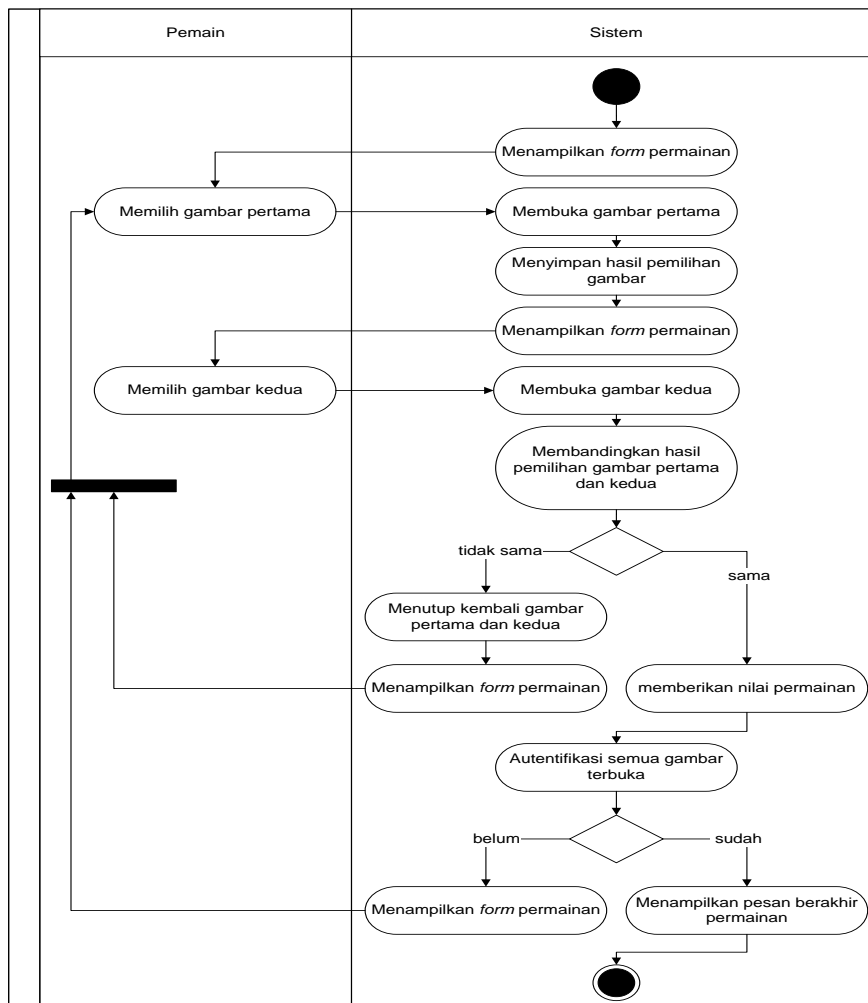 Pemain
Sistem
Menampilkan form permainan
Memilih gambar pertama
Membuka gambar pertama
Menyimpan hasil pemilihan
gambar
Menampilkan form permainan
Memilih gambar kedua
Membuka gambar kedua
Membandingkan hasil
pemilihan gambar pertama
dan kedua
tidak sama
sama
Menutup kembali gambar
pertama dan kedua
Menampilkan form permainan
memberikan nilai permainan
Autentifikasi semua gambar
terbuka
belum
sudah
Menampilkan form permainan
Menampilkan pesan berakhir
permainan